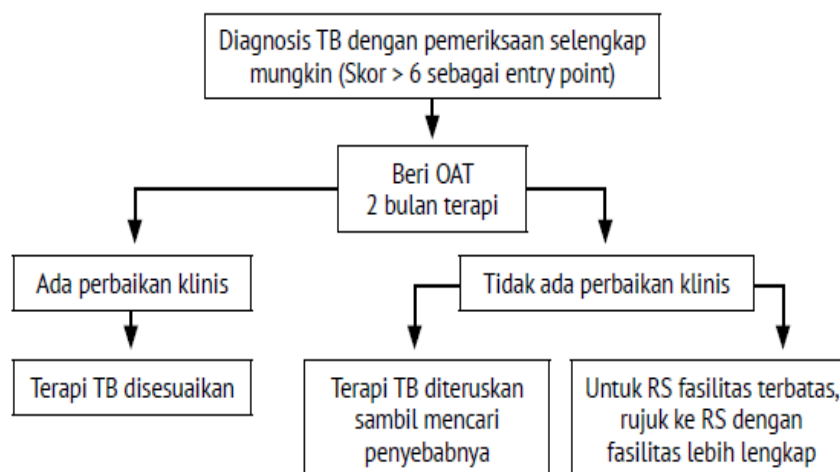 Diagnosis TB dengan pemeriksaan selengkap
mungkin (Skor > 6 sebagai entry point)
Beri OAT
2 bulan terapi
Ada perbaikan klinis
Tidak ada perbaikan klinis
Terapi TB disesuaikan
Terapi TB diteruskan
sambil mencari
penyebabnya
Untuk RS fasilitas terbatas,
rujuk ke RS dengan
fasilitas lebih lengkap